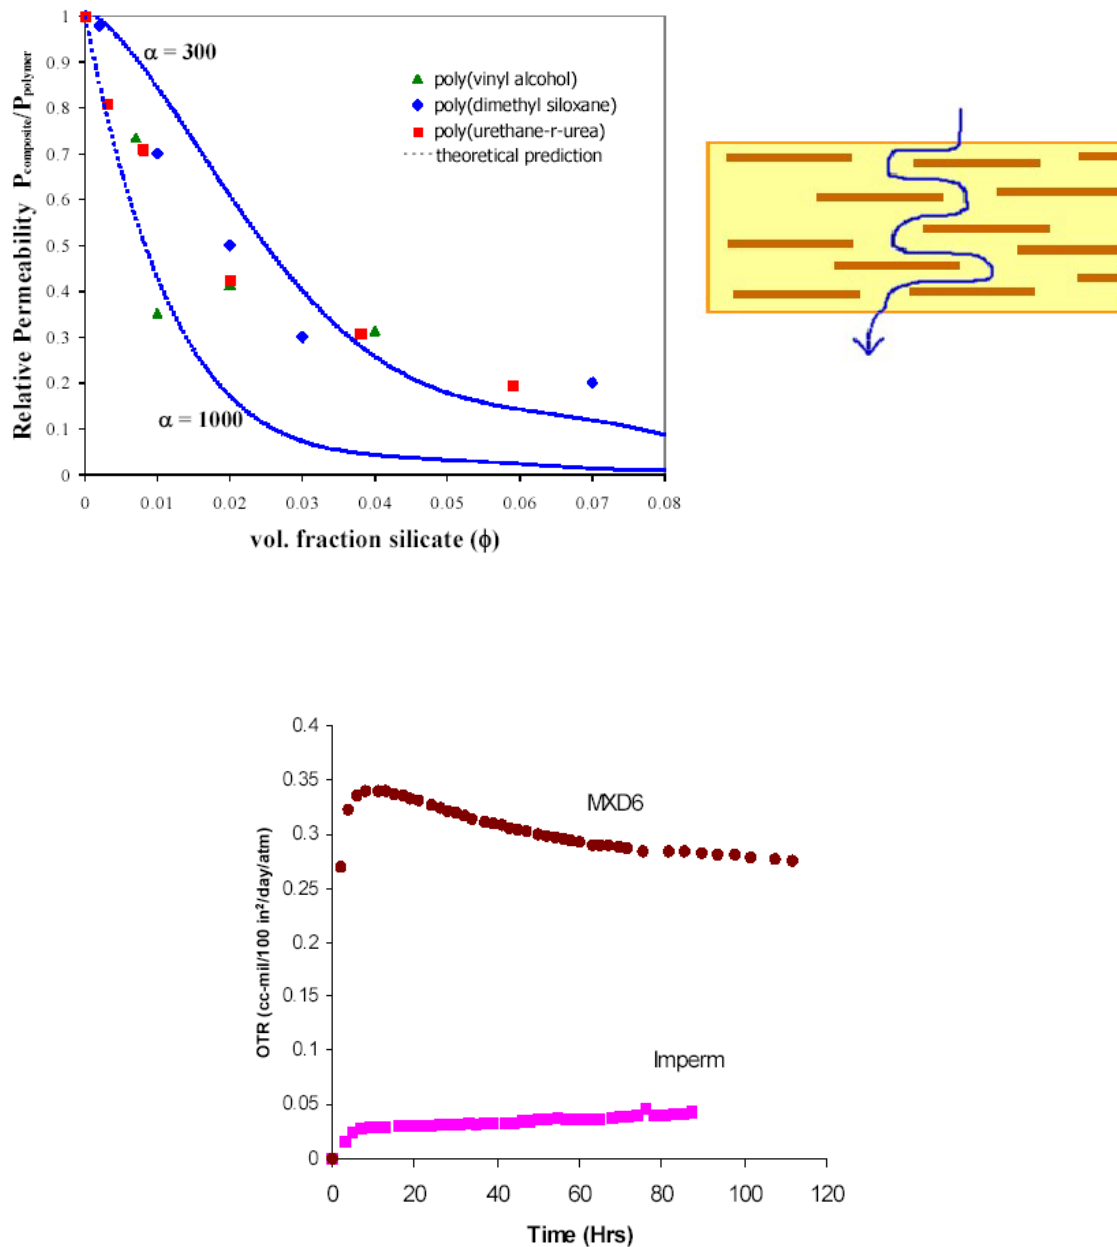 Relative Permeability P_composite/P_polymer
1
0.9
0.8
0.7
0.6
0.5
0.4
0.3
0.2
0.1
0
α = 300
α = 1000
poly(vinyl alcohol)
poly(dimethyl siloxane)
poly(urethane-r-urea)
theoretical prediction
0 0.01 0.02 0.03 0.04 0.05 0.06 0.07 0.08
vol. fraction silicate (ϕ)
OTR (cc-mil/100 in²/day/atm)
0.4
0.35
0.3
0.25
0.2
0.15
0.1
0.05
0
MXD6
Imperm
0 20 40 60 80 100 120
Time (Hrs)